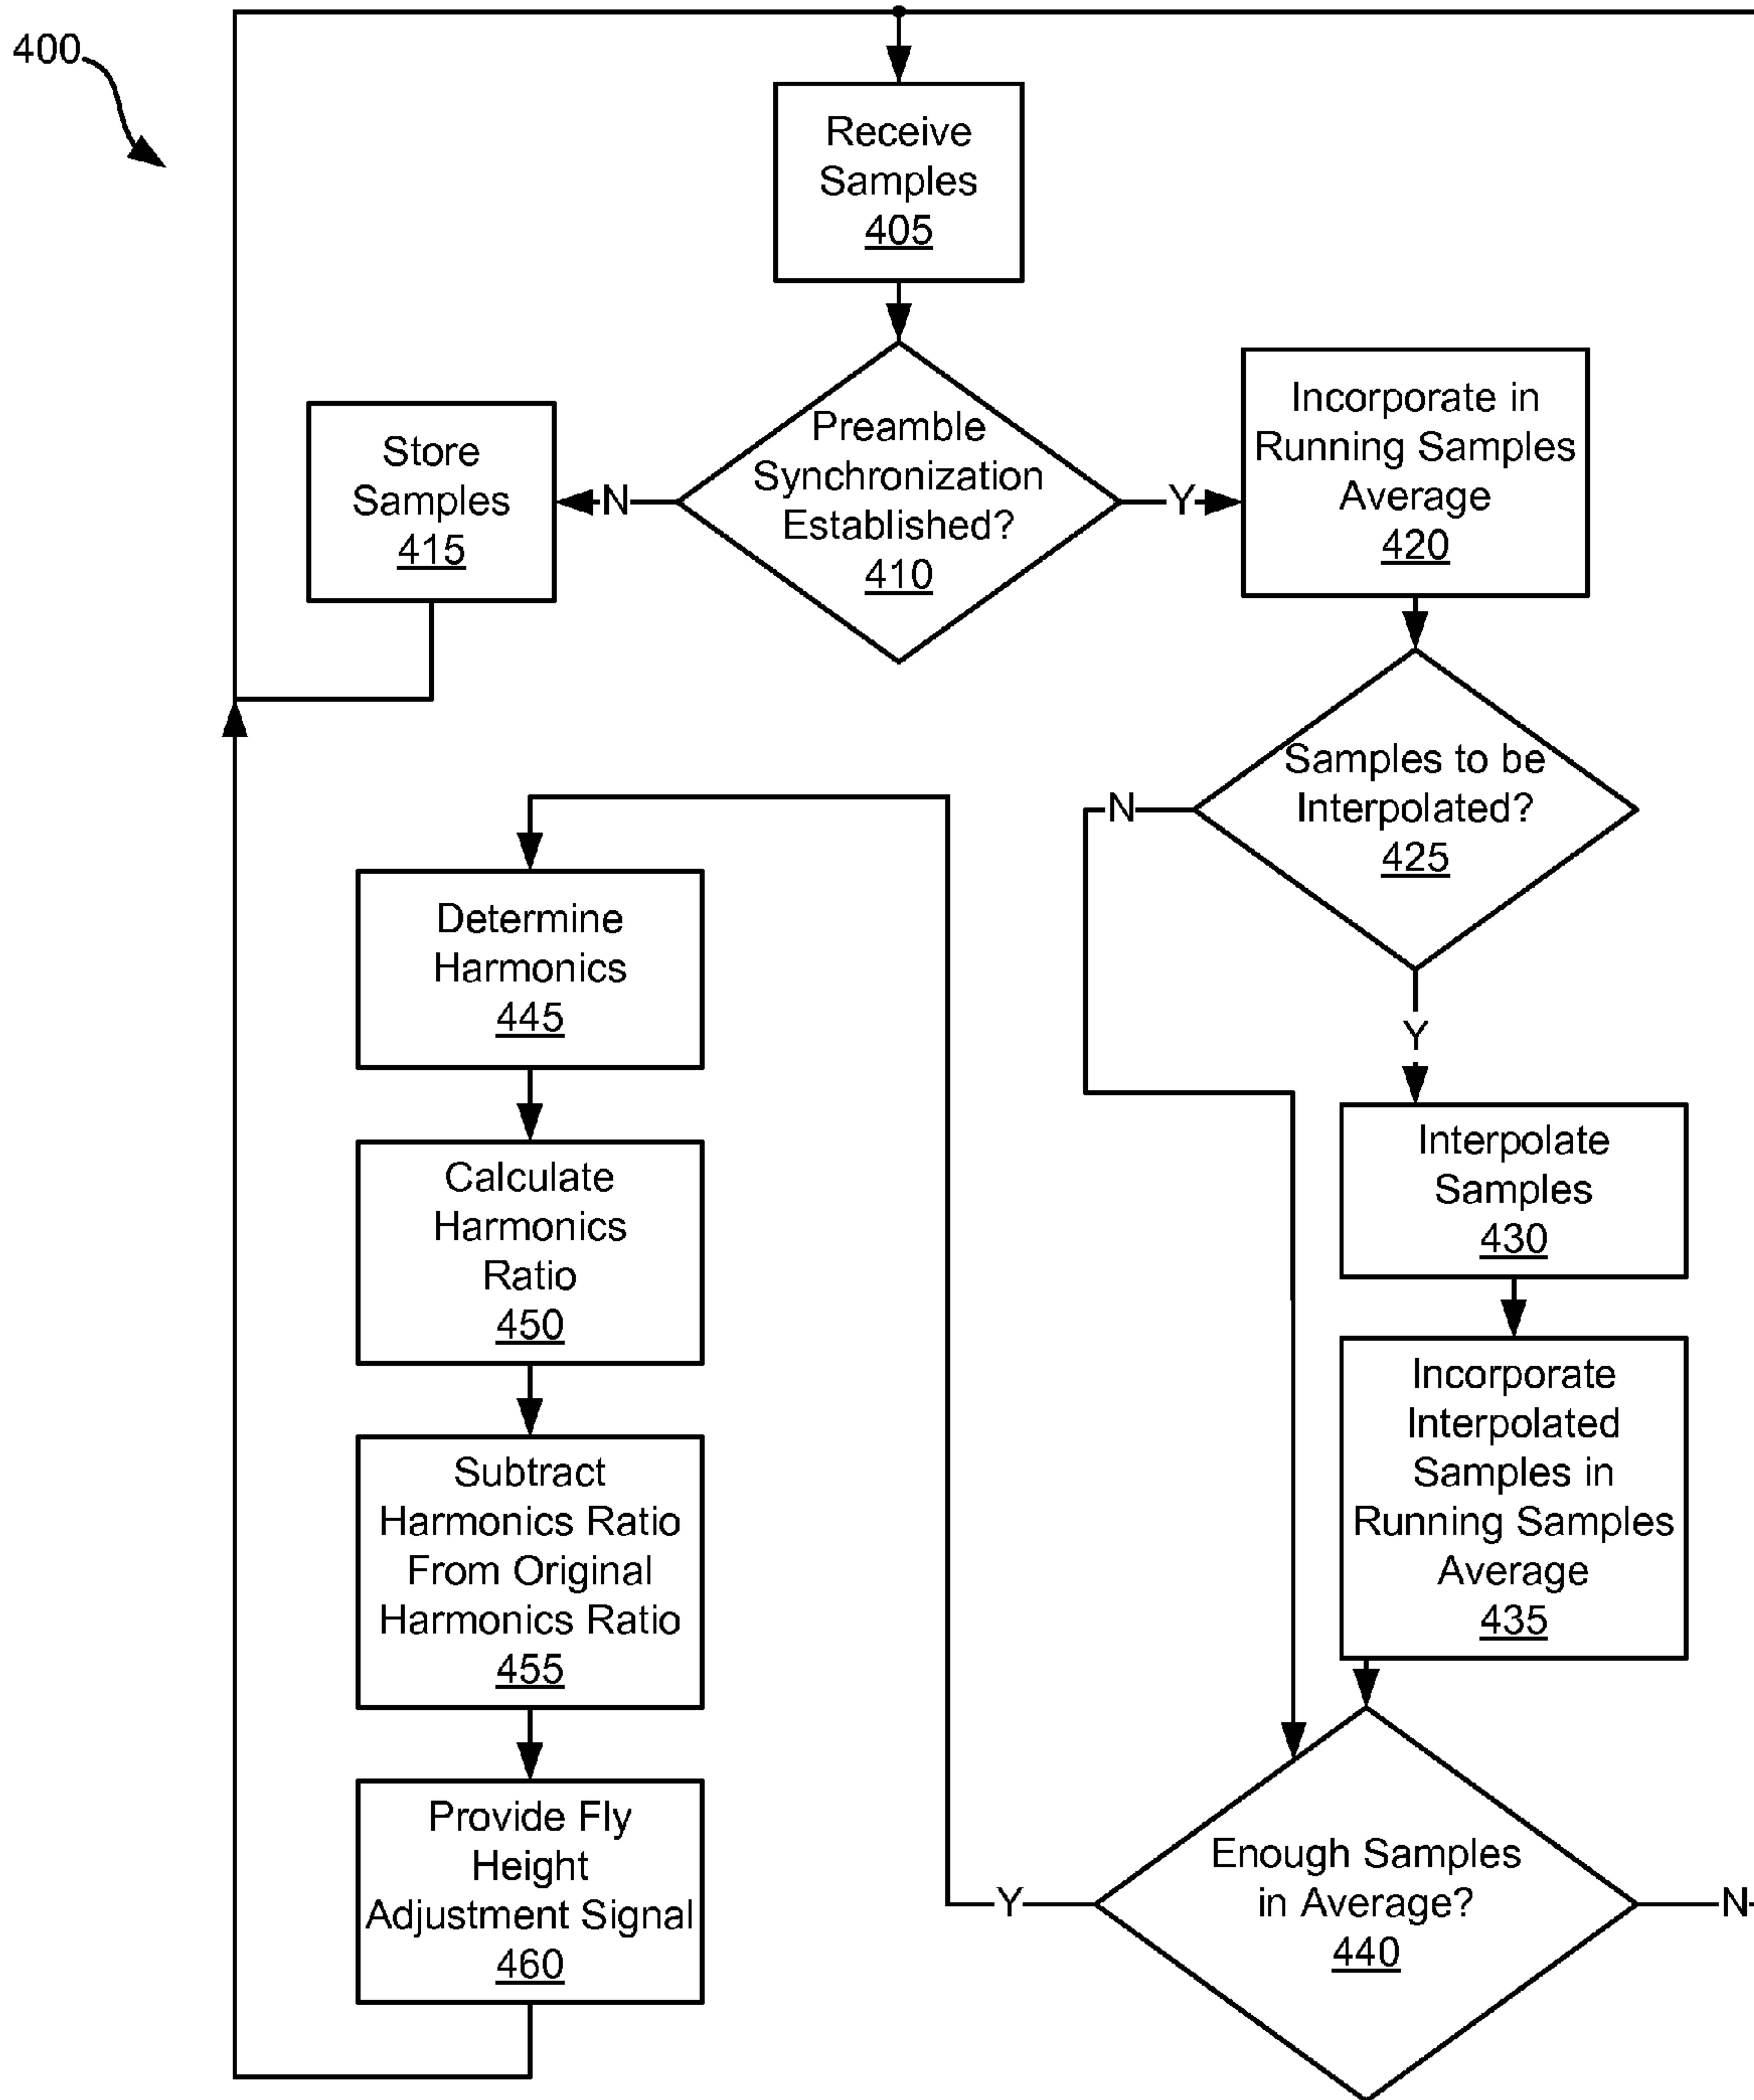 400
Receive
Samples
405
Preamble
Synchronization
Established?
410
N
Y
Store
Samples
415
Incorporate in
Running Samples
Average
420
Samples to be
Interpolated?
425
N
Y
Interpolate
Samples
430
Incorporate
Interpolated
Samples in
Running Samples
Average
435
Enough Samples
in Average?
440
Y
N
Determine
Harmonics
445
Calculate
Harmonics
Ratio
450
Subtract
Harmonics Ratio
From Original
Harmonics Ratio
455
Provide Fly
Height
Adjustment Signal
460